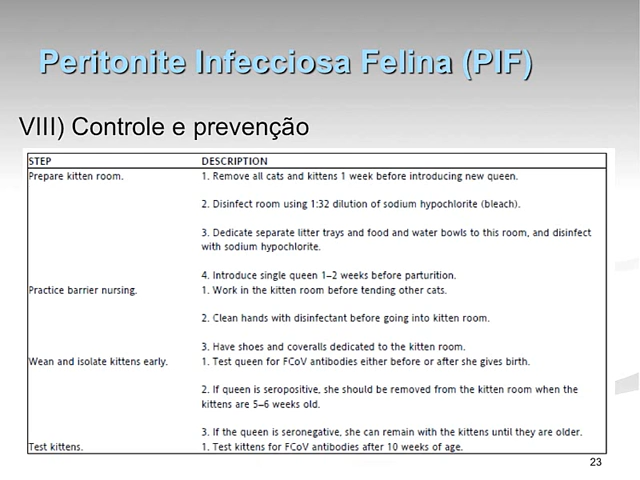 Peritonite Infecciosa Felina (PIF)
VIII) Controle e prevenção
STEP DESCRIPTION
Prepare kitten room. 1. Remove all cats and kittens 1 week before introducing new queen.
2. Disinfect room using 1:32 dilution of sodium hypochlorite (bleach).
3. Dedicate separate litter trays and food and water bowls to this room, and disinfect
with sodium hypochlorite.
4. Introduce single queen 1–2 weeks before parturition.
Practice barrier nursing. 1. Work in the kitten room before tending other cats.
2. Clean hands with disinfectant before going into kitten room.
3. Have shoes and coveralls dedicated to the kitten room.
Wean and isolate kittens early. 1. Test queen for FCoV antibodies either before or after she gives birth.
2. If queen is seropositive, she should be removed from the kitten room when the
kittens are 5–6 weeks old.
3. If the queen is seronegative, she can remain with the kittens until they are older.
Test kittens. 1. Test kittens for FCoV antibodies after 10 weeks of age.
23